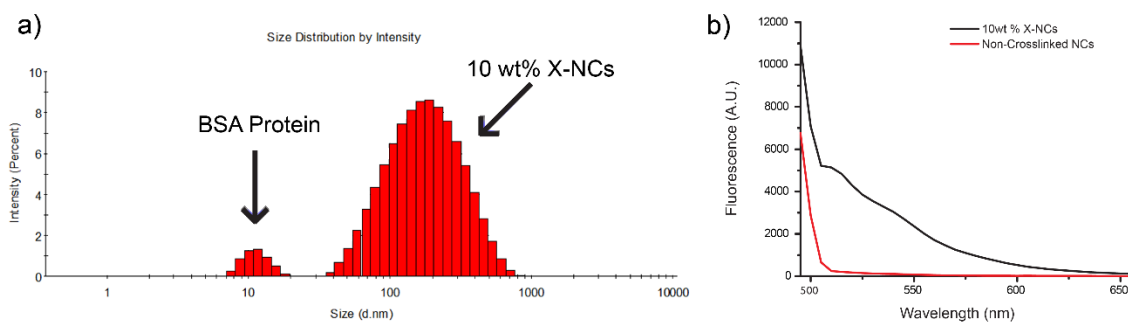 a)
Size Distribution by Intensity
10 wt% X-NCs
BSA Protein
Intensity (Percent)
10
8
6
4
2
0
1
10
100
1000
10000
Size (d.nm)
b)
10wt % X-NCs
Non-Crosslinked NCs
Fluorescence (A.U.)
12000
10000
8000
6000
4000
2000
0
500
550
600
650
Wavelength (nm)